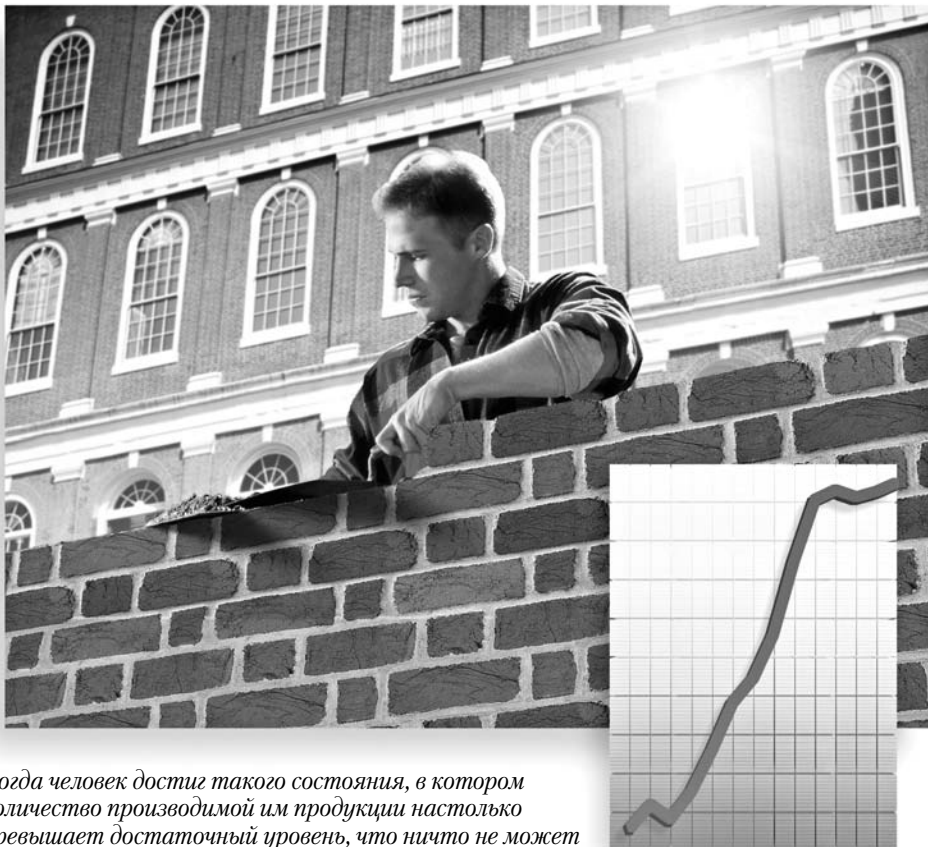 огда человек достиг такого состояния, в котором
оличество производимой им продукции настолько
ревышает достаточный уровень, что ничто не может